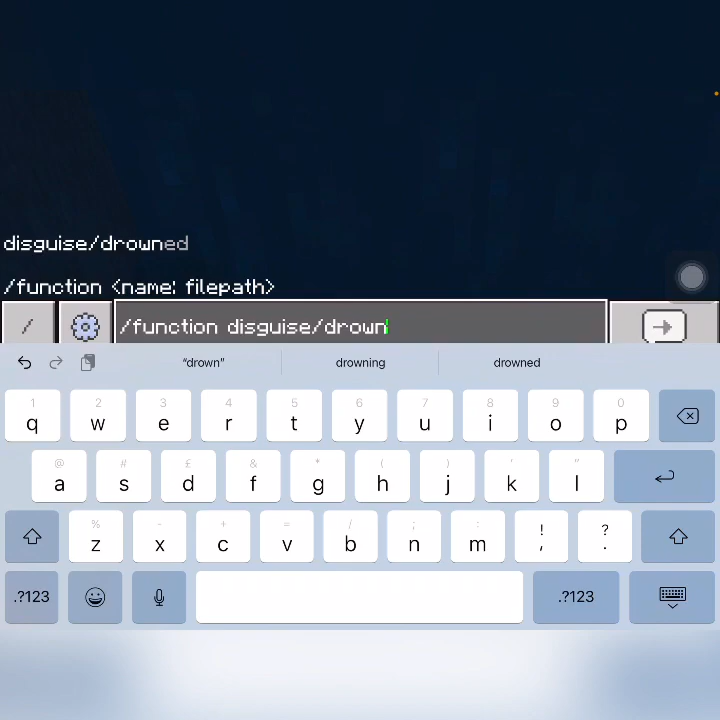 disguise/drowned
/function <name: filepath>
/
/function disguise/drown
"drown" drowning drowned
1 2 3 4 5 6 7 8 9 0
q w e r t y u i o p
@ # £ & * ( ) ' "
a s d f g h j k l
% - + = / ; : ! ?
z x c v b n m , .
.?123 .?123